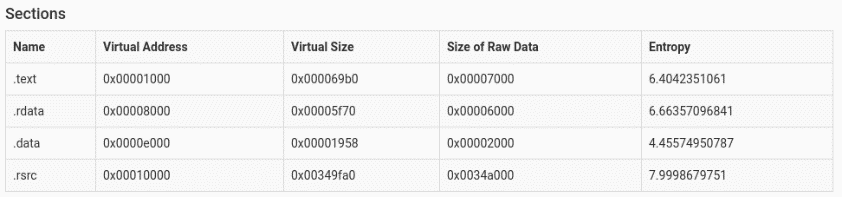 Sections
Name Virtual Address Virtual Size Size of Raw Data Entropy
.text 0x00001000 0x000069b0 0x00007000 6.4042351061
.rdata 0x00008000 0x00005f70 0x00006000 6.66357096841
.data 0x0000e000 0x00001958 0x00002000 4.45574950787
.rsrc 0x00010000 0x00349fa0 0x0034a000 7.9998679751